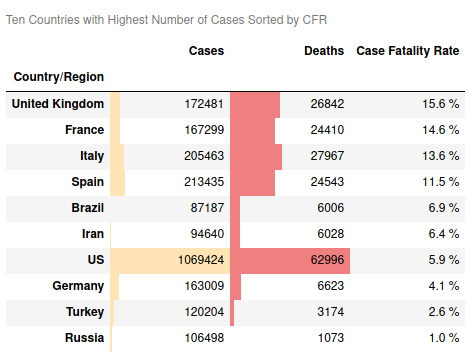 Ten Countries with Highest Number of Cases Sorted by CFR
Cases Deaths Case Fatality Rate
Country/Region
United Kingdom 172481 26842 15.6 %
France 167299 24410 14.6 %
Italy 205463 27967 13.6 %
Spain 213435 24543 11.5 %
Brazil 87187 6006 6.9 %
Iran 94640 6028 6.4 %
US 1069424 62996 5.9 %
Germany 163009 6623 4.1 %
Turkey 120204 3174 2.6 %
Russia 106498 1073 1.0 %